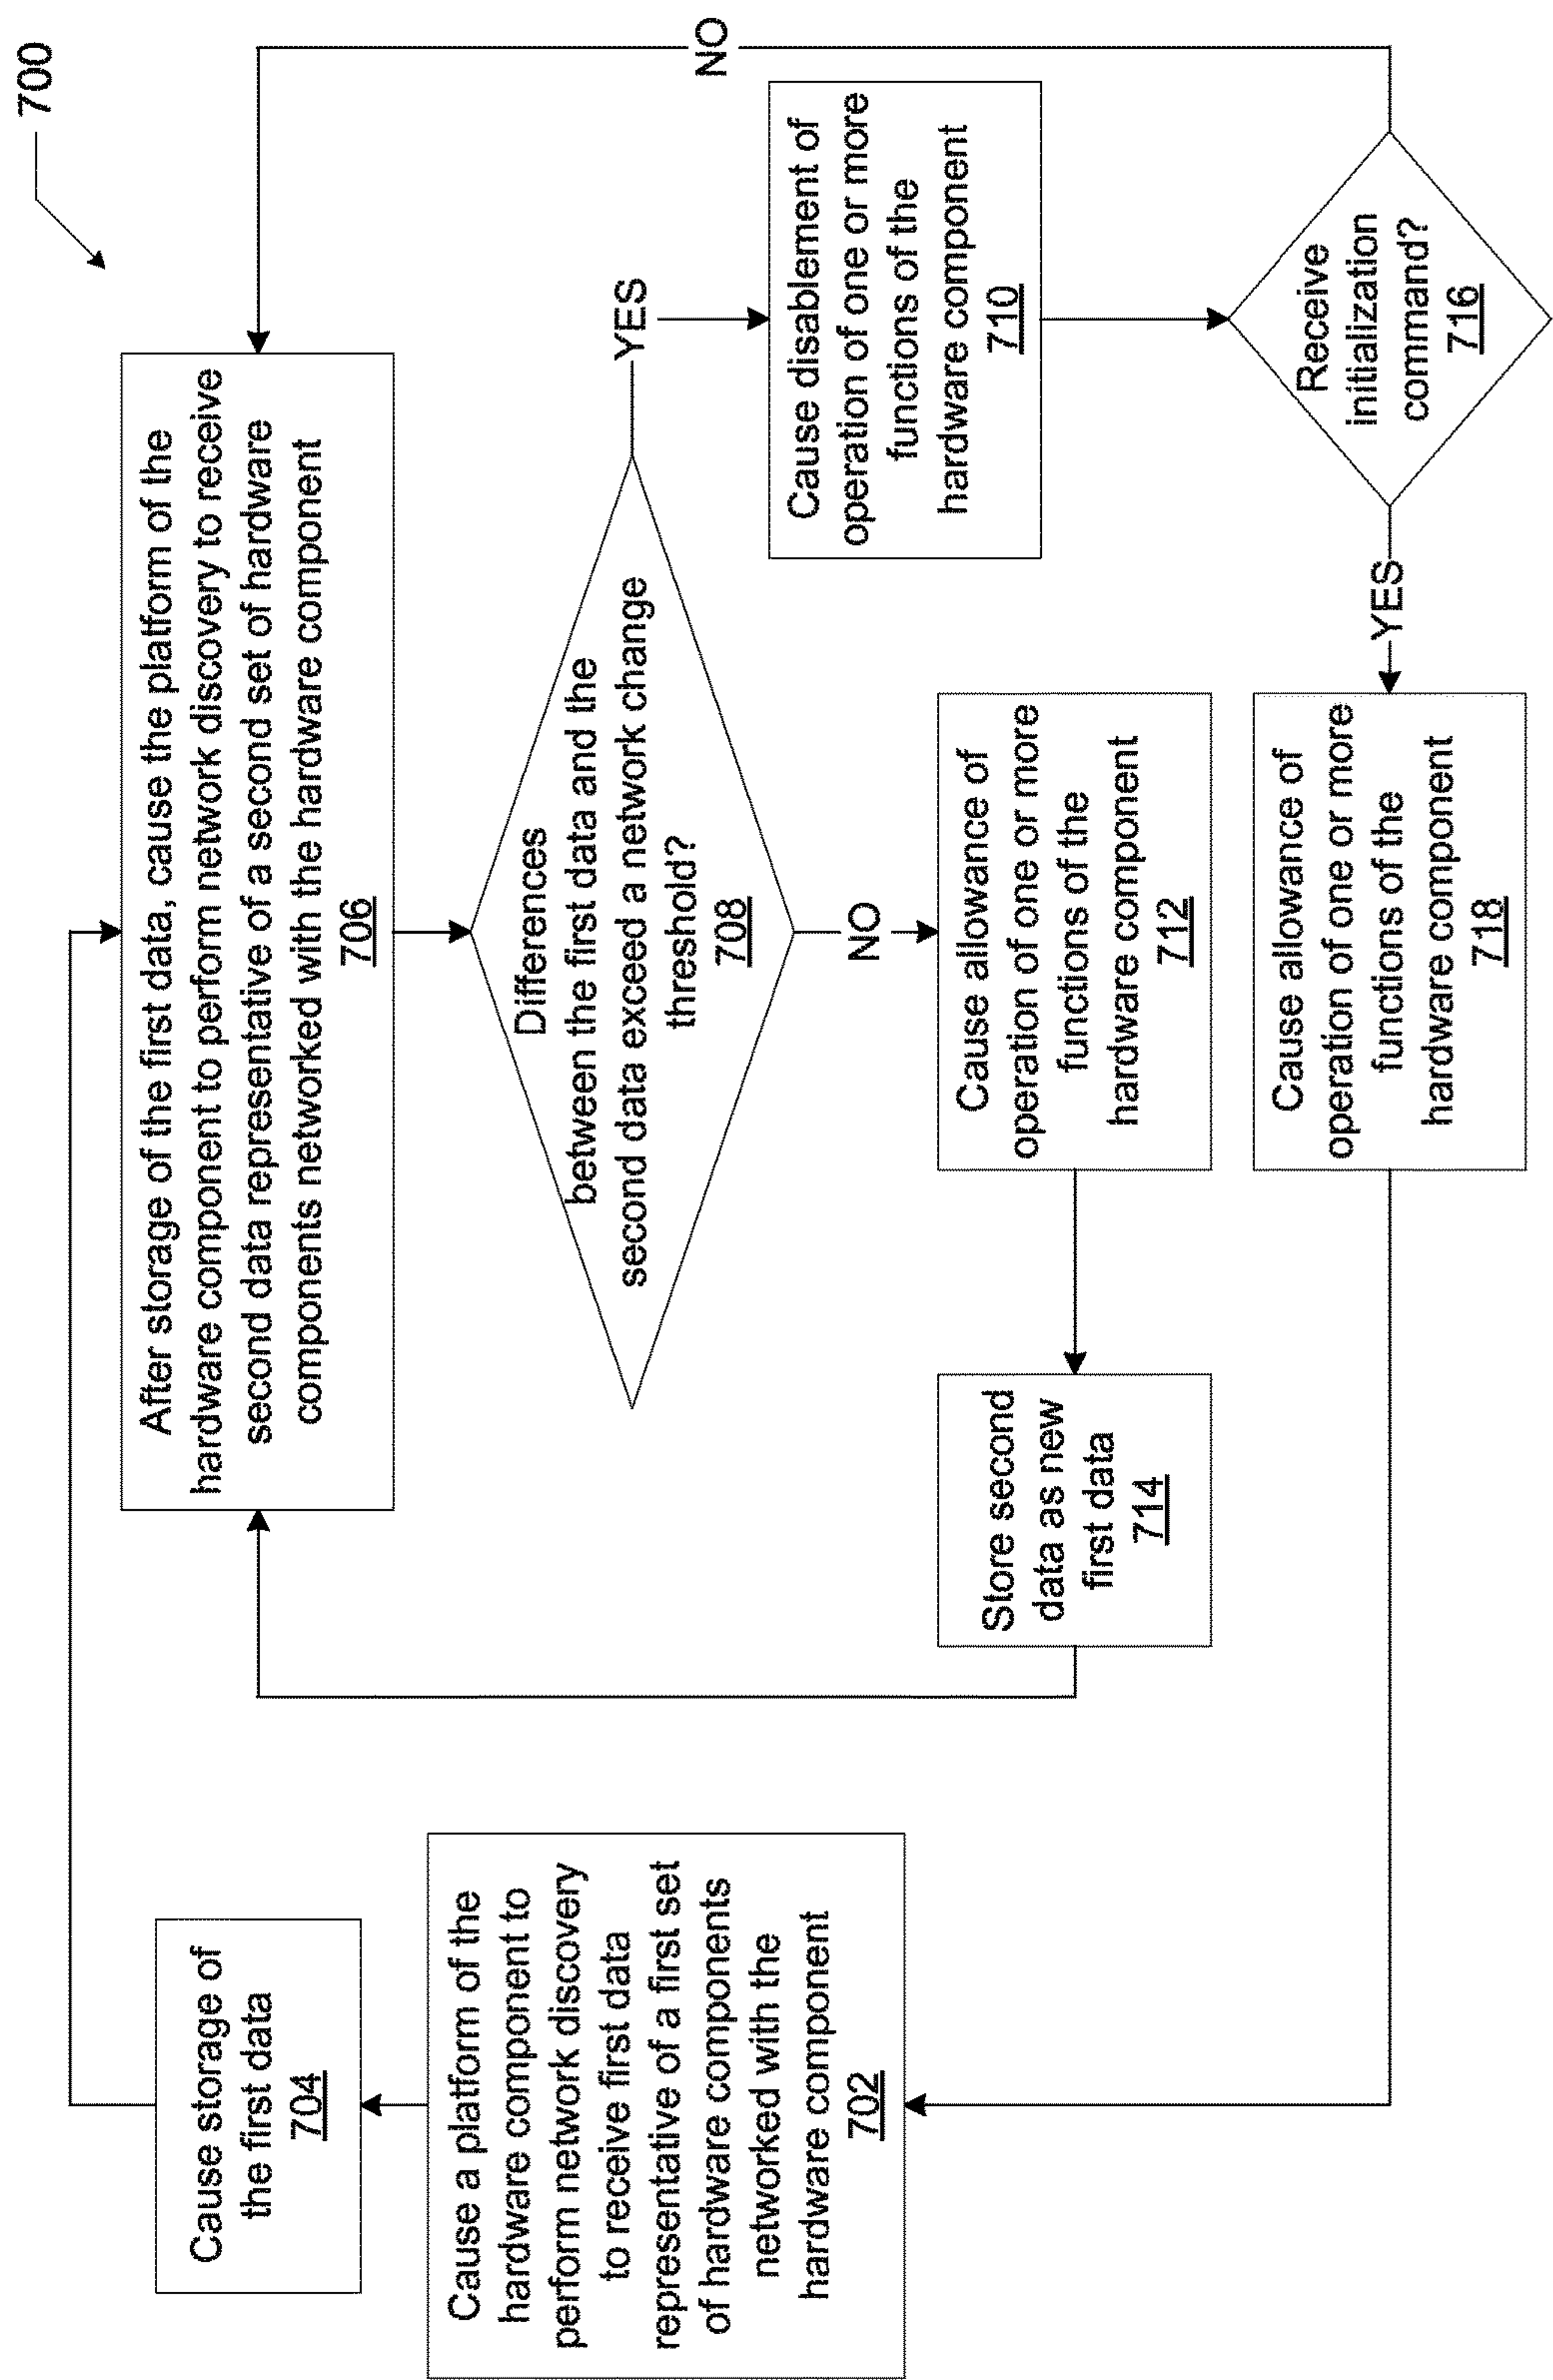 700
Cause a platform of the
hardware component to
perform network discovery
to receive first data
representative of a first set
of hardware components
networked with the
hardware component
702
Cause storage of
the first data
704
After storage of the first data, cause the platform of the
hardware component to perform network discovery to receive
second data representative of a second set of hardware
components networked with the hardware component
706
Differences
between the first data and the
second data exceed a network change
threshold?
708
YES
NO
Cause disablement of
operation of one or more
functions of the
hardware component
710
Cause allowance of
operation of one or more
functions of the
hardware component
712
Store second
data as new
first data
714
Receive
initialization
command?
716
NO
YES
Cause allowance of
operation of one or more
functions of the
hardware component
718